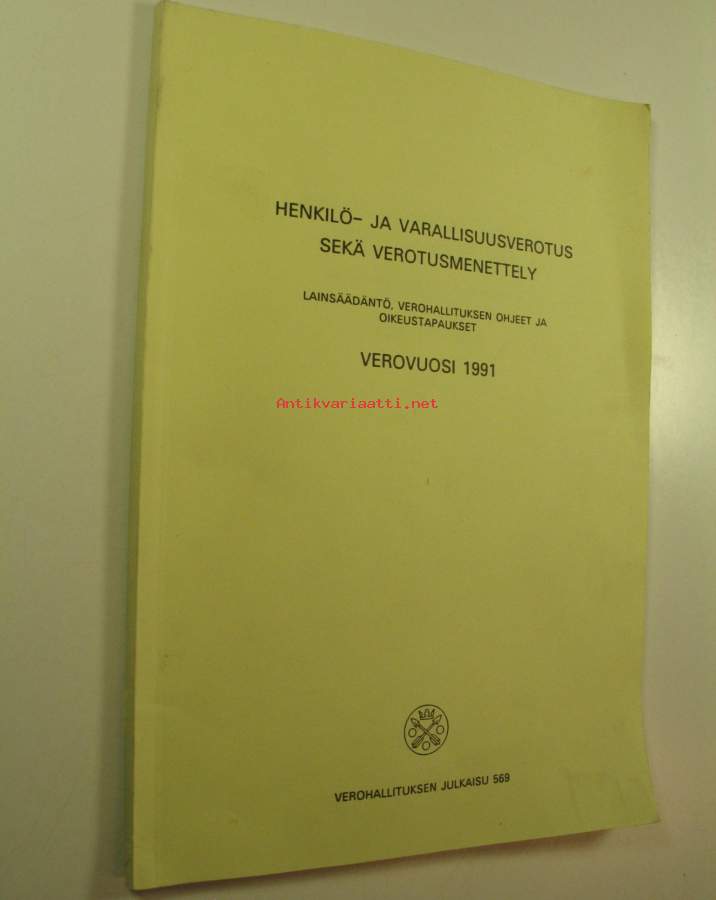 HENKILÖ- JA VARALLISUUSVEROTUS
SEKÄ VEROTUSMENETTELY
LAINSÄÄDÄNTÖ, VEROHALLITUKSEN OHJEET JA
OIKEUSTAPAUKSET
VEROVUOSI 1991
Antikvariaatti.net
VEROHALLITUKSEN JULKAISU 569